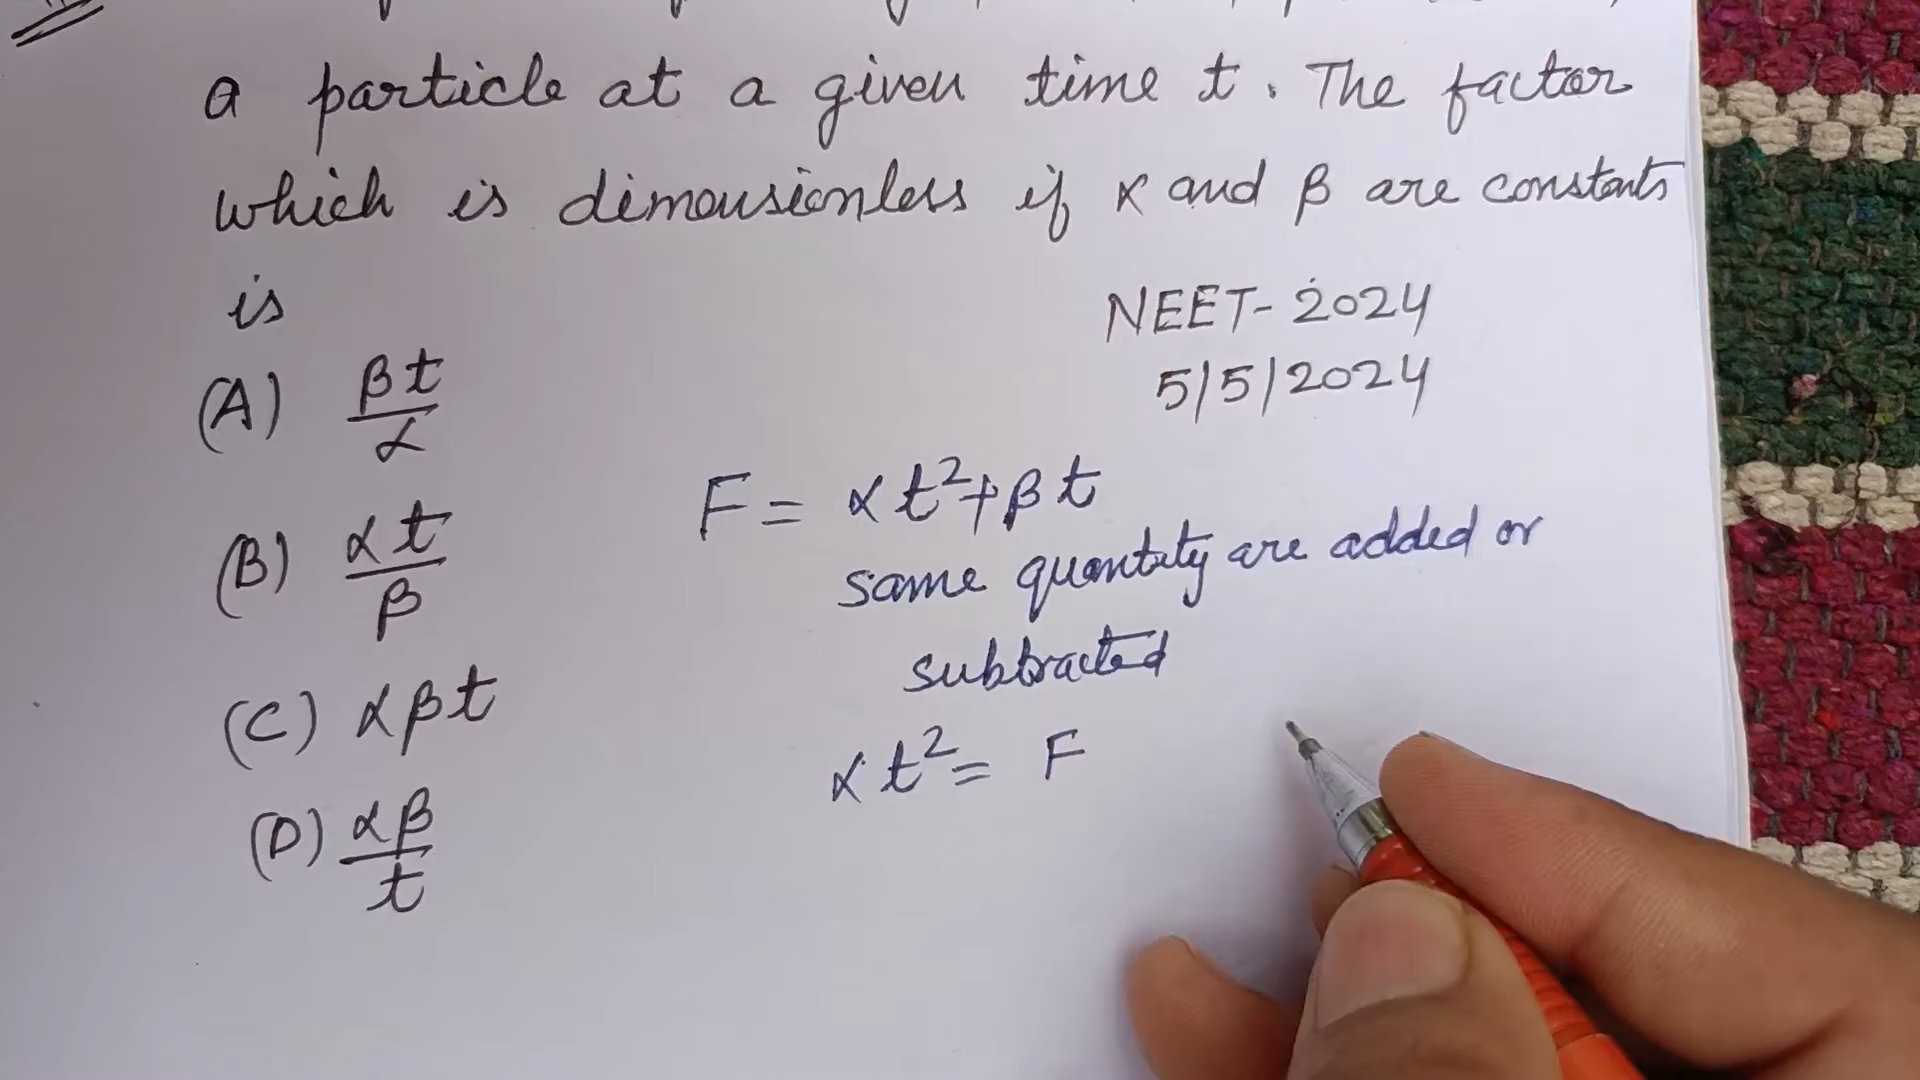 a particle at a given time t. The factor
which is dimensionless if α and β are constants
is
NEET- 2024
5/5/2024
(A) βt/α
(B) αt/β
(C) αβt
(D) αβ/t
F = αt²+βt
same quantity are added or
subtracted
αt² = F